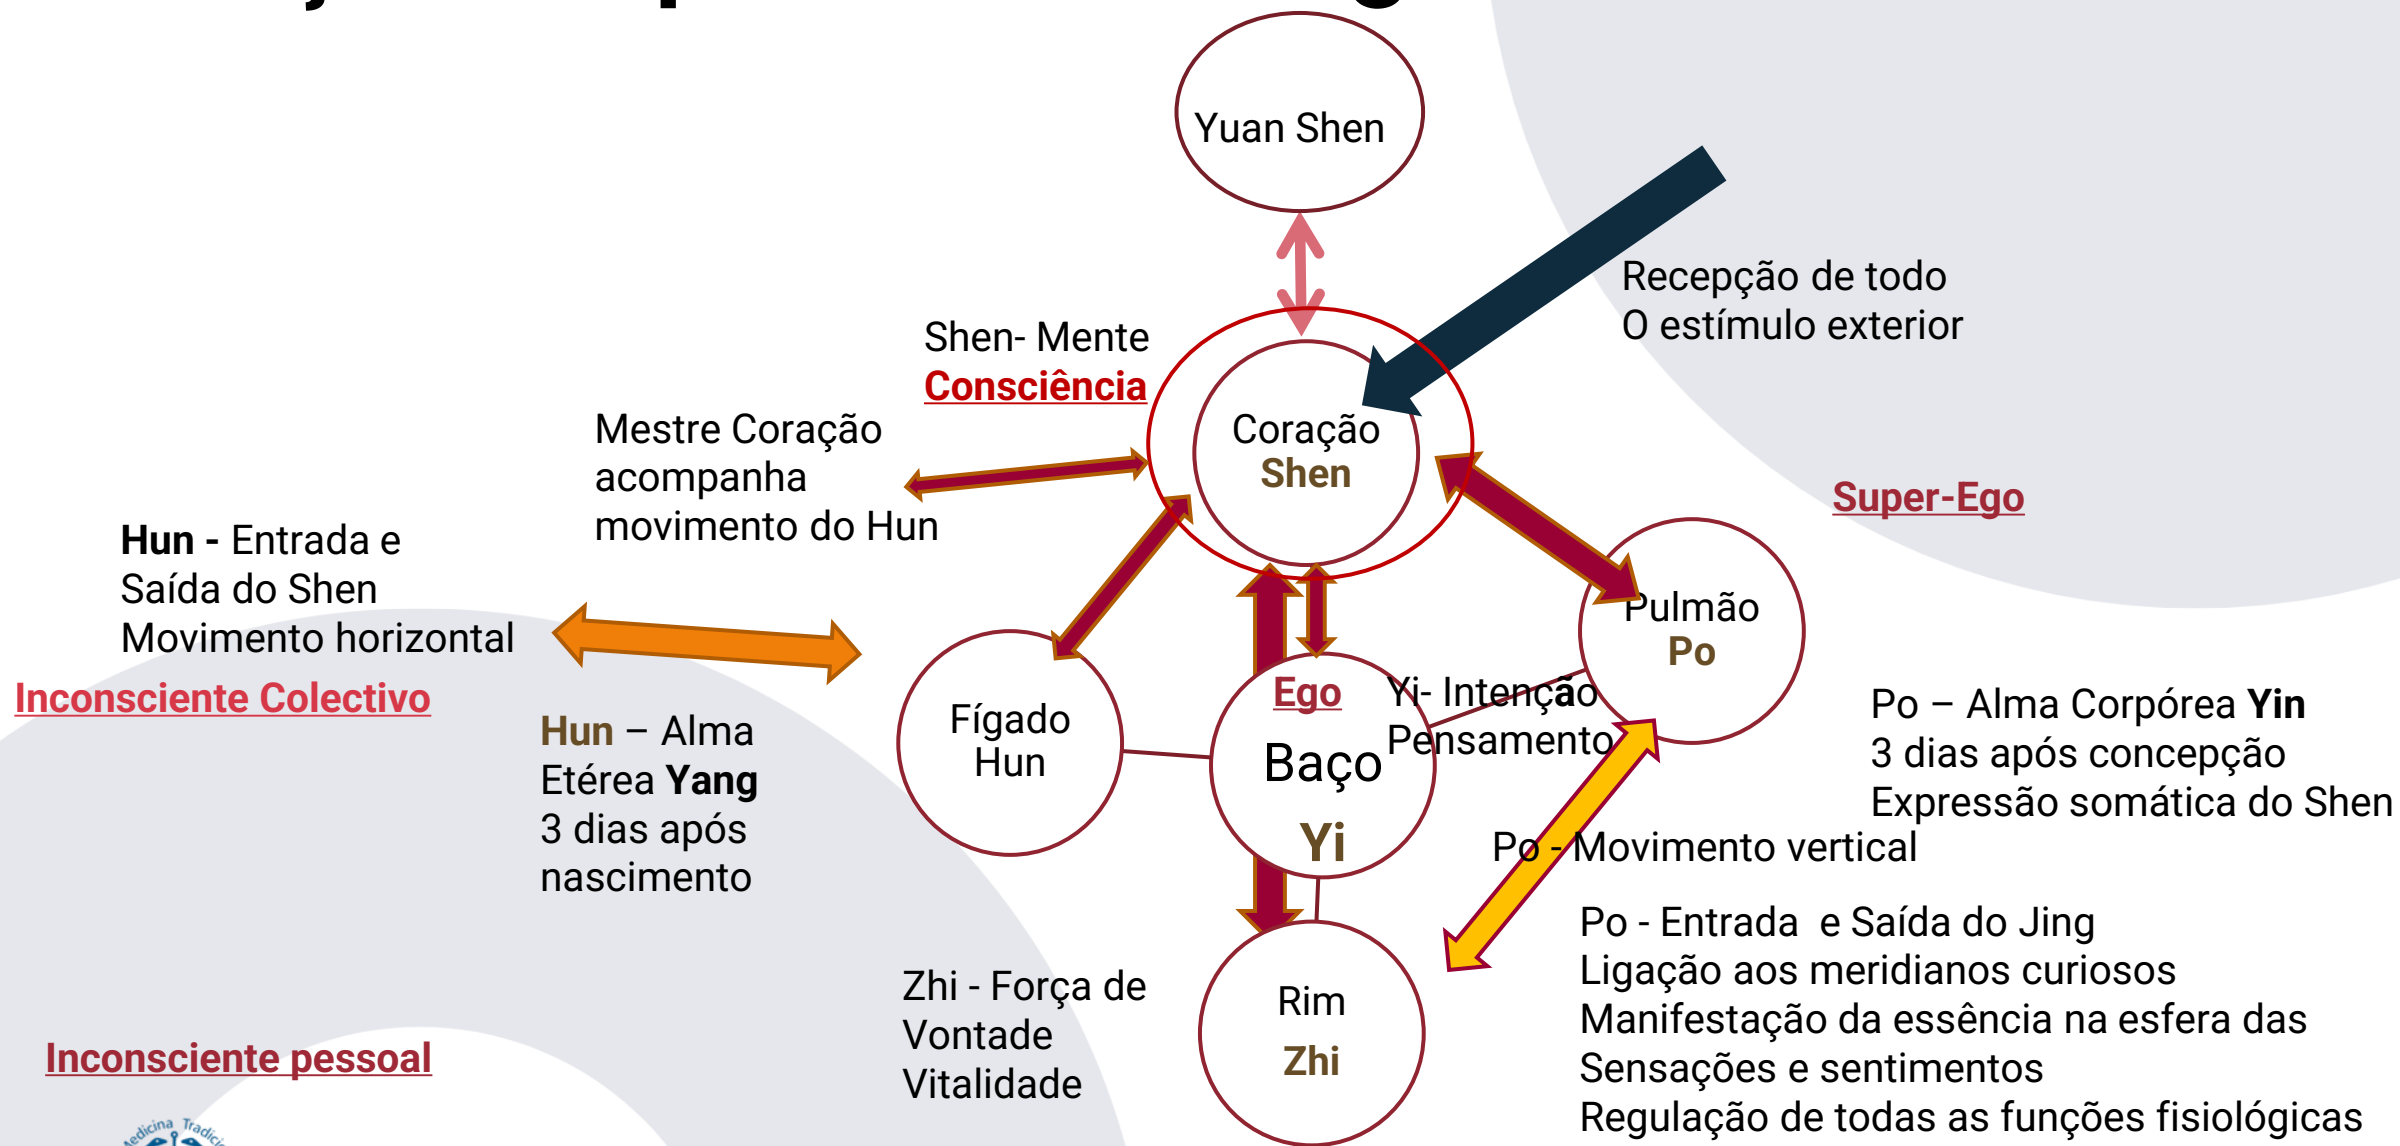 Yuan Shen
Recepção de todo
O estímulo exterior
Shen- Mente
Consciência
Mestre Coração
acompanha
movimento do Hun
Coração
Shen
Super-Ego
Hun - Entrada e
Saída do Shen
Movimento horizontal
Inconsciente Colectivo
Pulmão
Po
Hun – Alma
Etérea Yang
3 dias após
nascimento
Fígado
Hun
Ego
Baço
Yi
Yi- Intenção
Pensamento
Po – Alma Corpórea Yin
3 dias após concepção
Expressão somática do Shen
Po - Movimento vertical
Po - Entrada  e Saída do Jing
Ligação aos meridianos curiosos
Manifestação da essência na esfera das
Sensações e sentimentos
Regulação de todas as funções fisiológicas
Zhi - Força de
Vontade
Vitalidade
Rim
Zhi
Inconsciente pessoal